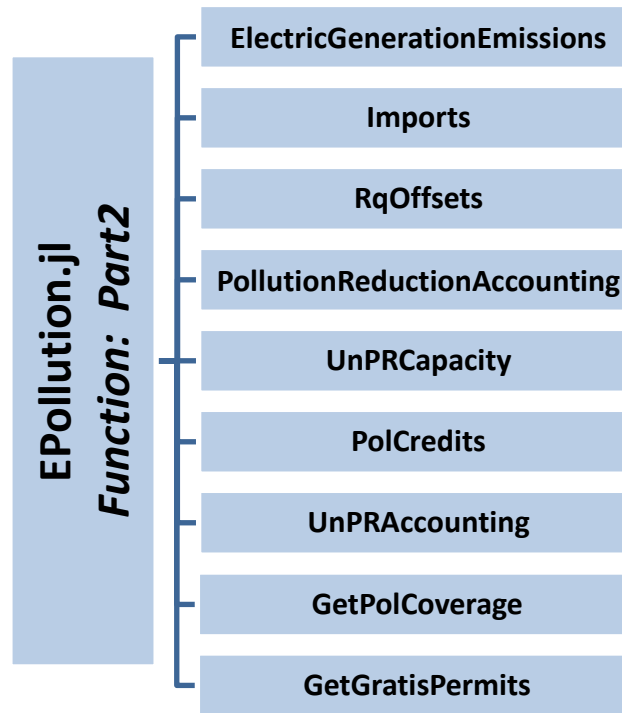 EPollution.jl
Function: Part2
ElectricGenerationEmissions
Imports
RqOffsets
PollutionReductionAccounting
UnPRCapacity
PolCredits
UnPRAccounting
GetPolCoverage
GetGratisPermits